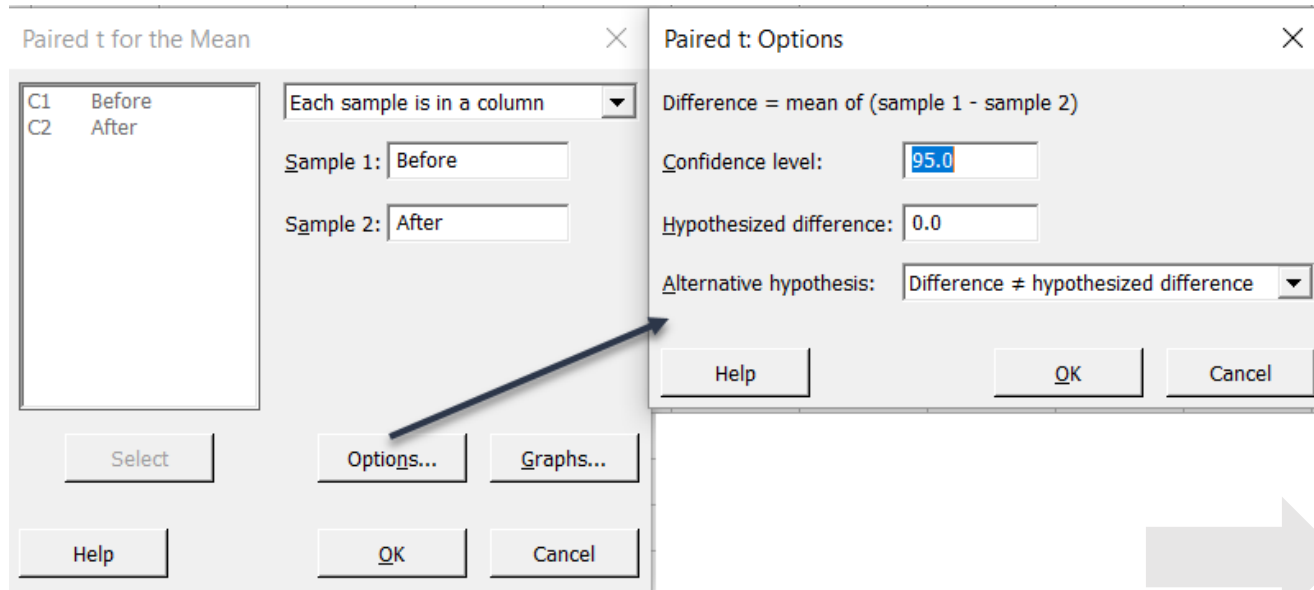 Paired t for the Mean
C1 Before
C2 After
Each sample is in a column
Sample 1: Before
Sample 2: After
Select
Options...
Graphs...
Help
OK
Cancel
Paired t: Options
Difference = mean of (sample 1 - sample 2)
Confidence level: 95.0
Hypothesized difference: 0.0
Alternative hypothesis: Difference ≠ hypothesized difference
Help
OK
Cancel